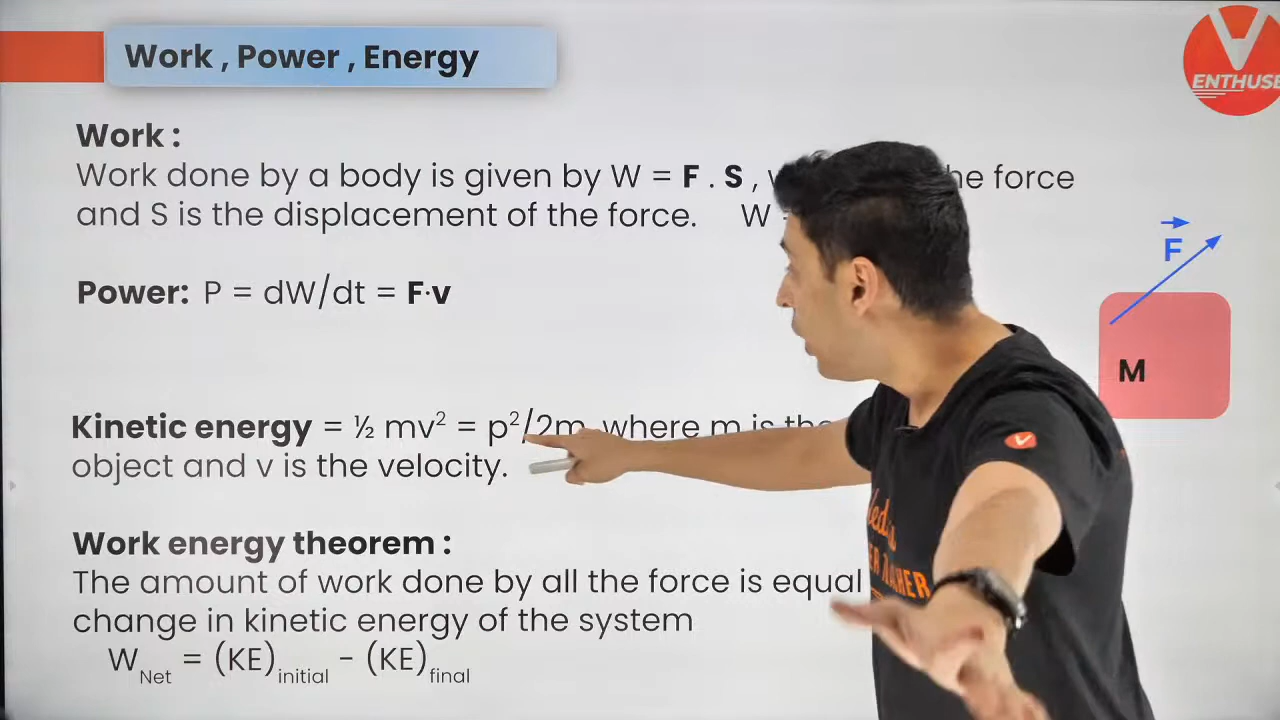 Work , Power , Energy
ENTHUSE
Work :
Work done by a body is given by W = F . S , force
and S is the displacement of the force. W
F
Power: P = dW/dt = F·v
M
Kinetic energy = ½ mv² = p²/2m where m is the
object and v is the velocity.
Work energy theorem :
The amount of work done by all the force is equal
change in kinetic energy of the system
W_Net = (KE)_initial - (KE)_final